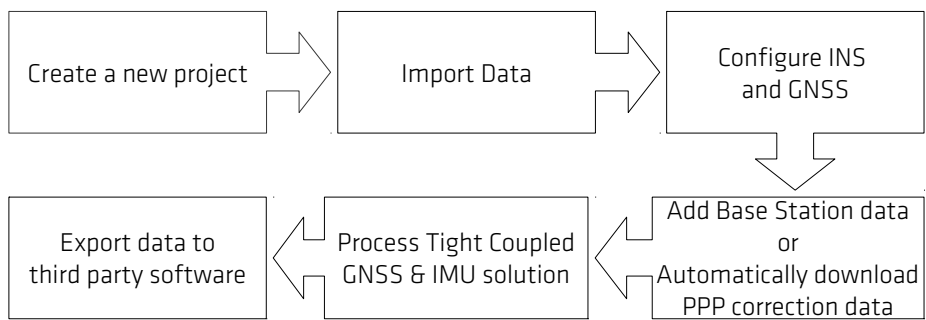 Create a new project
Import Data
Configure INS
and GNSS
Add Base Station data
or
Automatically download
PPP correction data
Process Tight Coupled
GNSS & IMU solution
Export data to
third party software